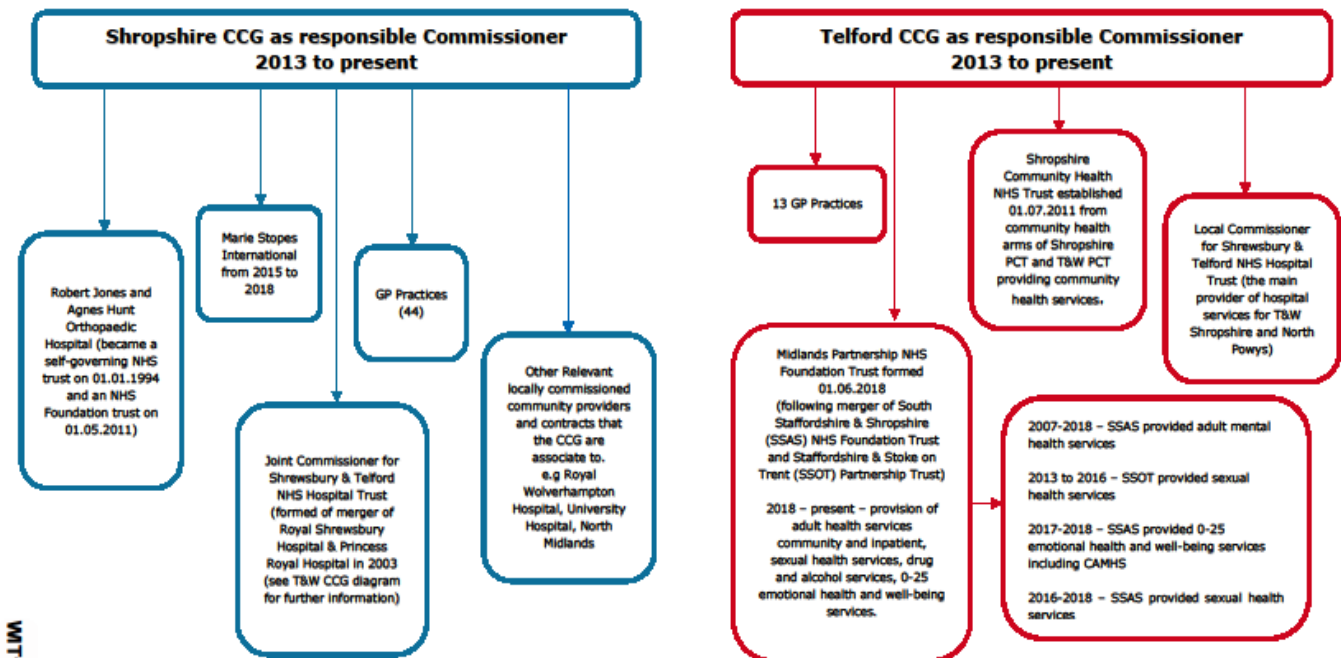 Shropshire CCG as responsible Commissioner
2013 to present
Robert Jones and
Agnes Hunt
Orthopaedic
Hospital (became a
self-governing NHS
trust on 01.01.1994
and an NHS
Foundation trust on
01.05.2011)
Marie Stopes
International
from 2015 to
2018
Joint Commissioner for
Shrewsbury & Telford
NHS Hospital Trust
(formed of merger of
Royal Shrewsbury
Hospital & Princess
Royal Hospital in 2003
(see T&W CCG diagram
for further information)
GP Practices
(44)
Other Relevant
locally commissioned
community providers
and contracts that
the CCG are
associate to.
e.g Royal
Wolverhampton
Hospital, University
Hospital, North
Midlands
Telford CCG as responsible Commissioner
2013 to present
13 GP Practices
Midlands Partnership NHS
Foundation Trust formed
01.06.2018
(following merger of South
Staffordshire & Shropshire
(SSAS) NHS Foundation Trust
and Staffordshire & Stoke on
Trent (SSOT) Partnership Trust)
2018 – present – provision of
adult health services
community and inpatient,
sexual health services, drug
and alcohol services, 0-25
emotional health and well-being
services.
Shropshire
Community Health
NHS Trust established
01.07.2011 from
community health
arms of Shropshire
PCT and T&W PCT
providing community
health services.
Local Commissioner
for Shrewsbury &
Telford NHS Hospital
Trust (the main
provider of hospital
services for T&W
Shropshire and North
Powys)
2007-2018 – SSAS provided adult mental
health services
2013 to 2016 – SSOT provided sexual
health services
2017-2018 – SSAS provided 0-25
emotional health and well-being services
including CAMHS
2016-2018 – SSAS provided sexual health
services
WIT